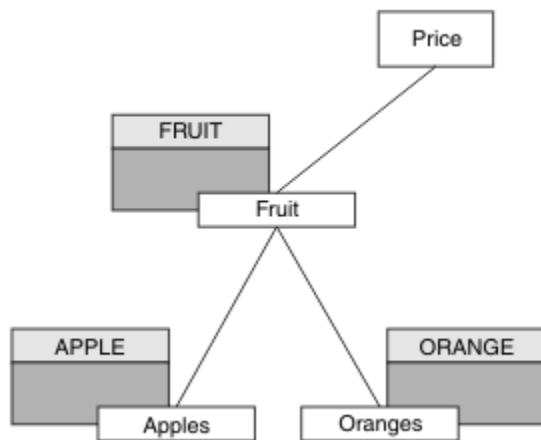 Price
FRUIT
Fruit
APPLE
Apples
ORANGE
Oranges